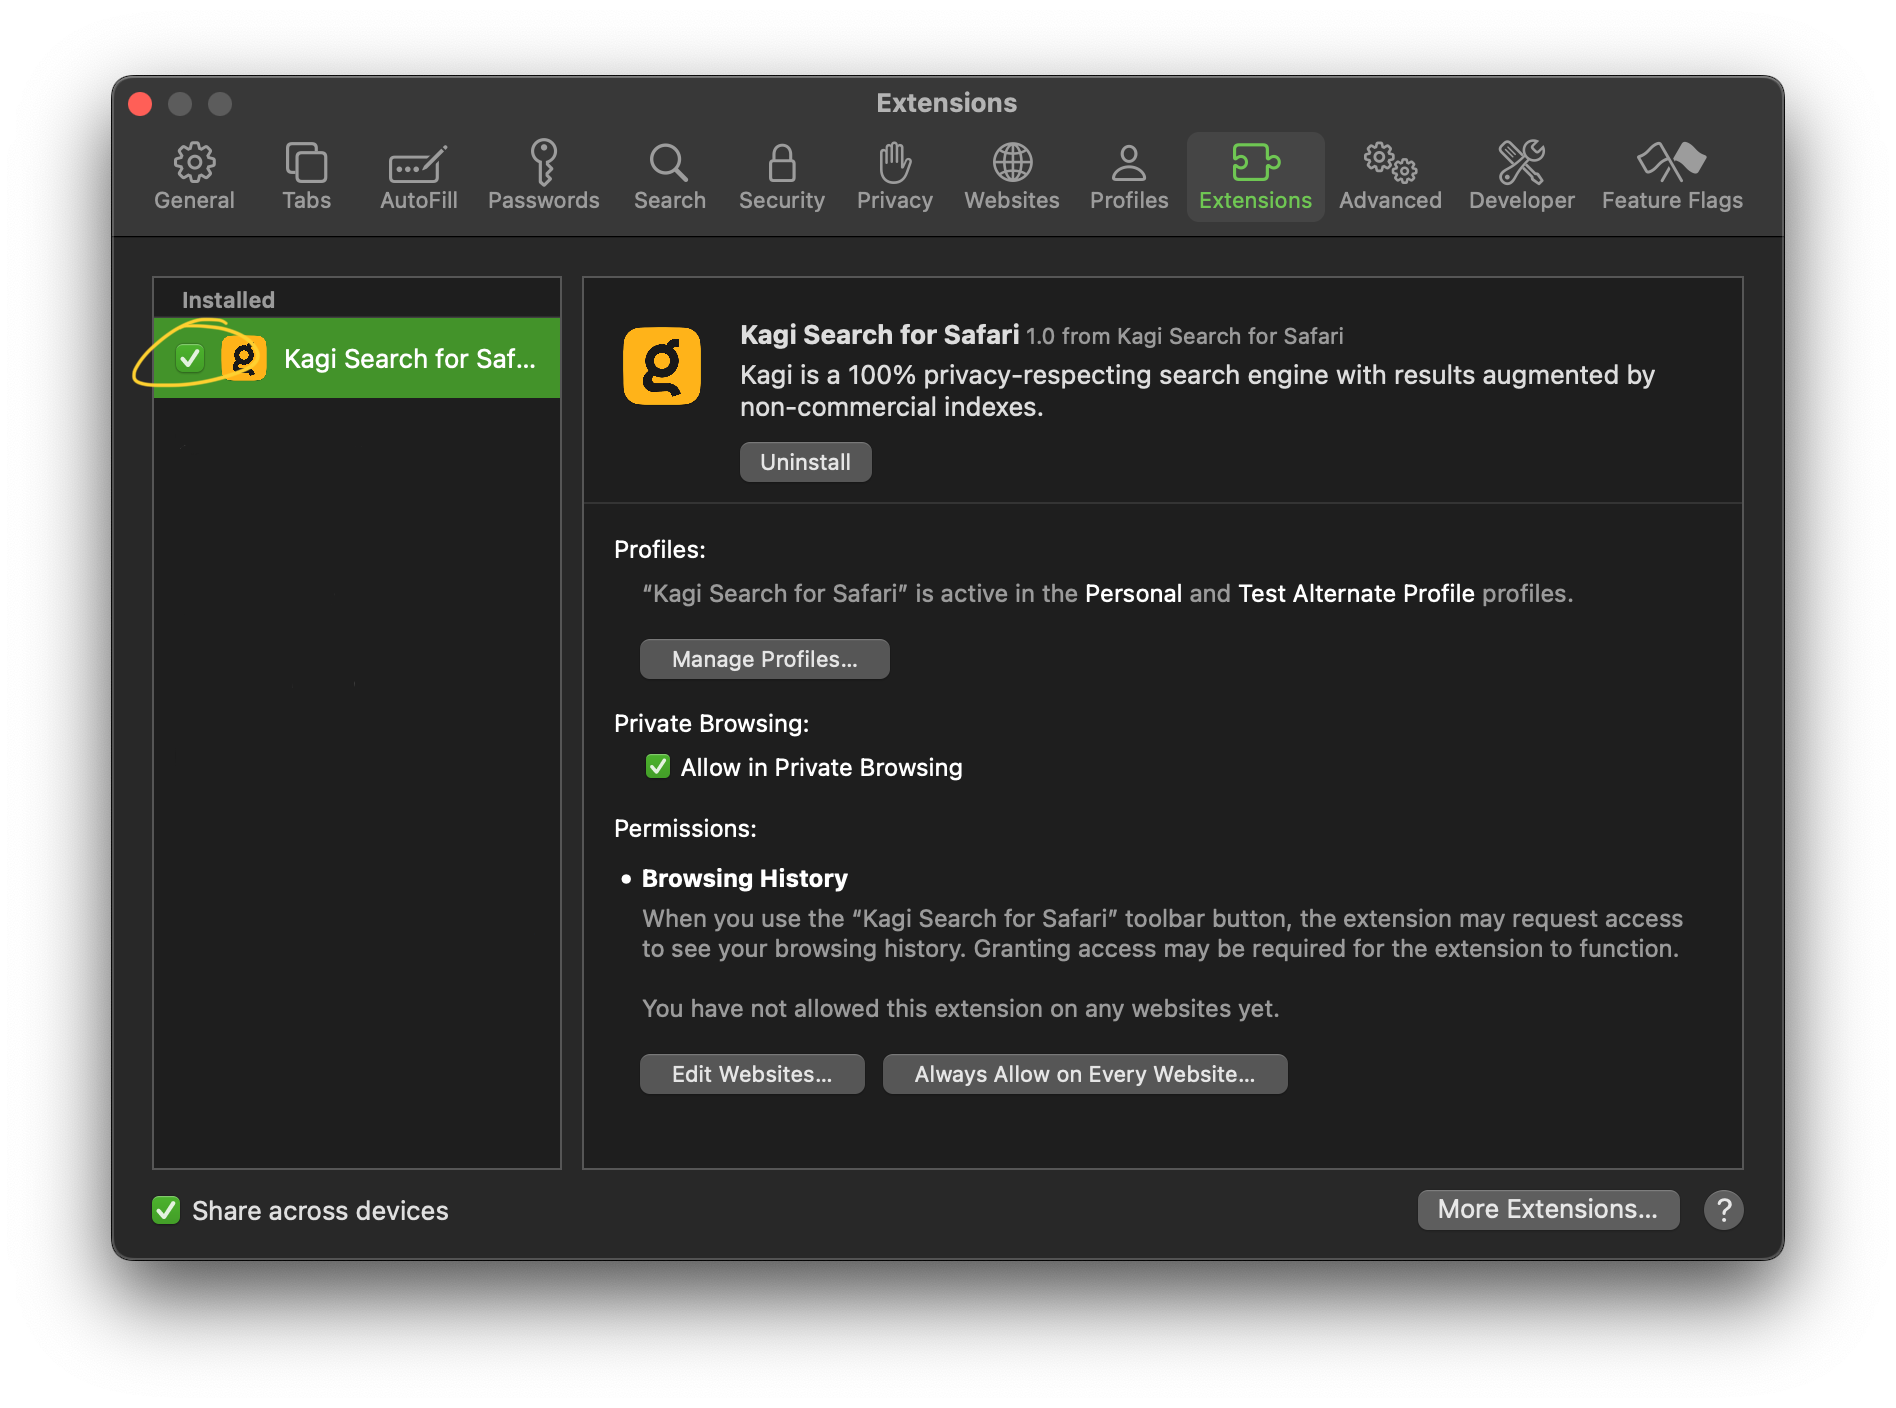 Extensions
General
Tabs
AutoFill
Passwords
Search
Security
Privacy
Websites
Profiles
Extensions
Advanced
Developer
Feature Flags
Installed
g Kagi Search for Saf...
g
Kagi Search for Safari 1.0 from Kagi Search for Safari
Kagi is a 100% privacy-respecting search engine with results augmented by
non-commercial indexes.
Uninstall
Profiles:
“Kagi Search for Safari” is active in the Personal and Test Alternate Profile profiles.
Manage Profiles...
Private Browsing:
Allow in Private Browsing
Permissions:
• Browsing History
When you use the “Kagi Search for Safari” toolbar button, the extension may request access
to see your browsing history. Granting access may be required for the extension to function.
You have not allowed this extension on any websites yet.
Edit Websites...
Always Allow on Every Website...
Share across devices
More Extensions...
?